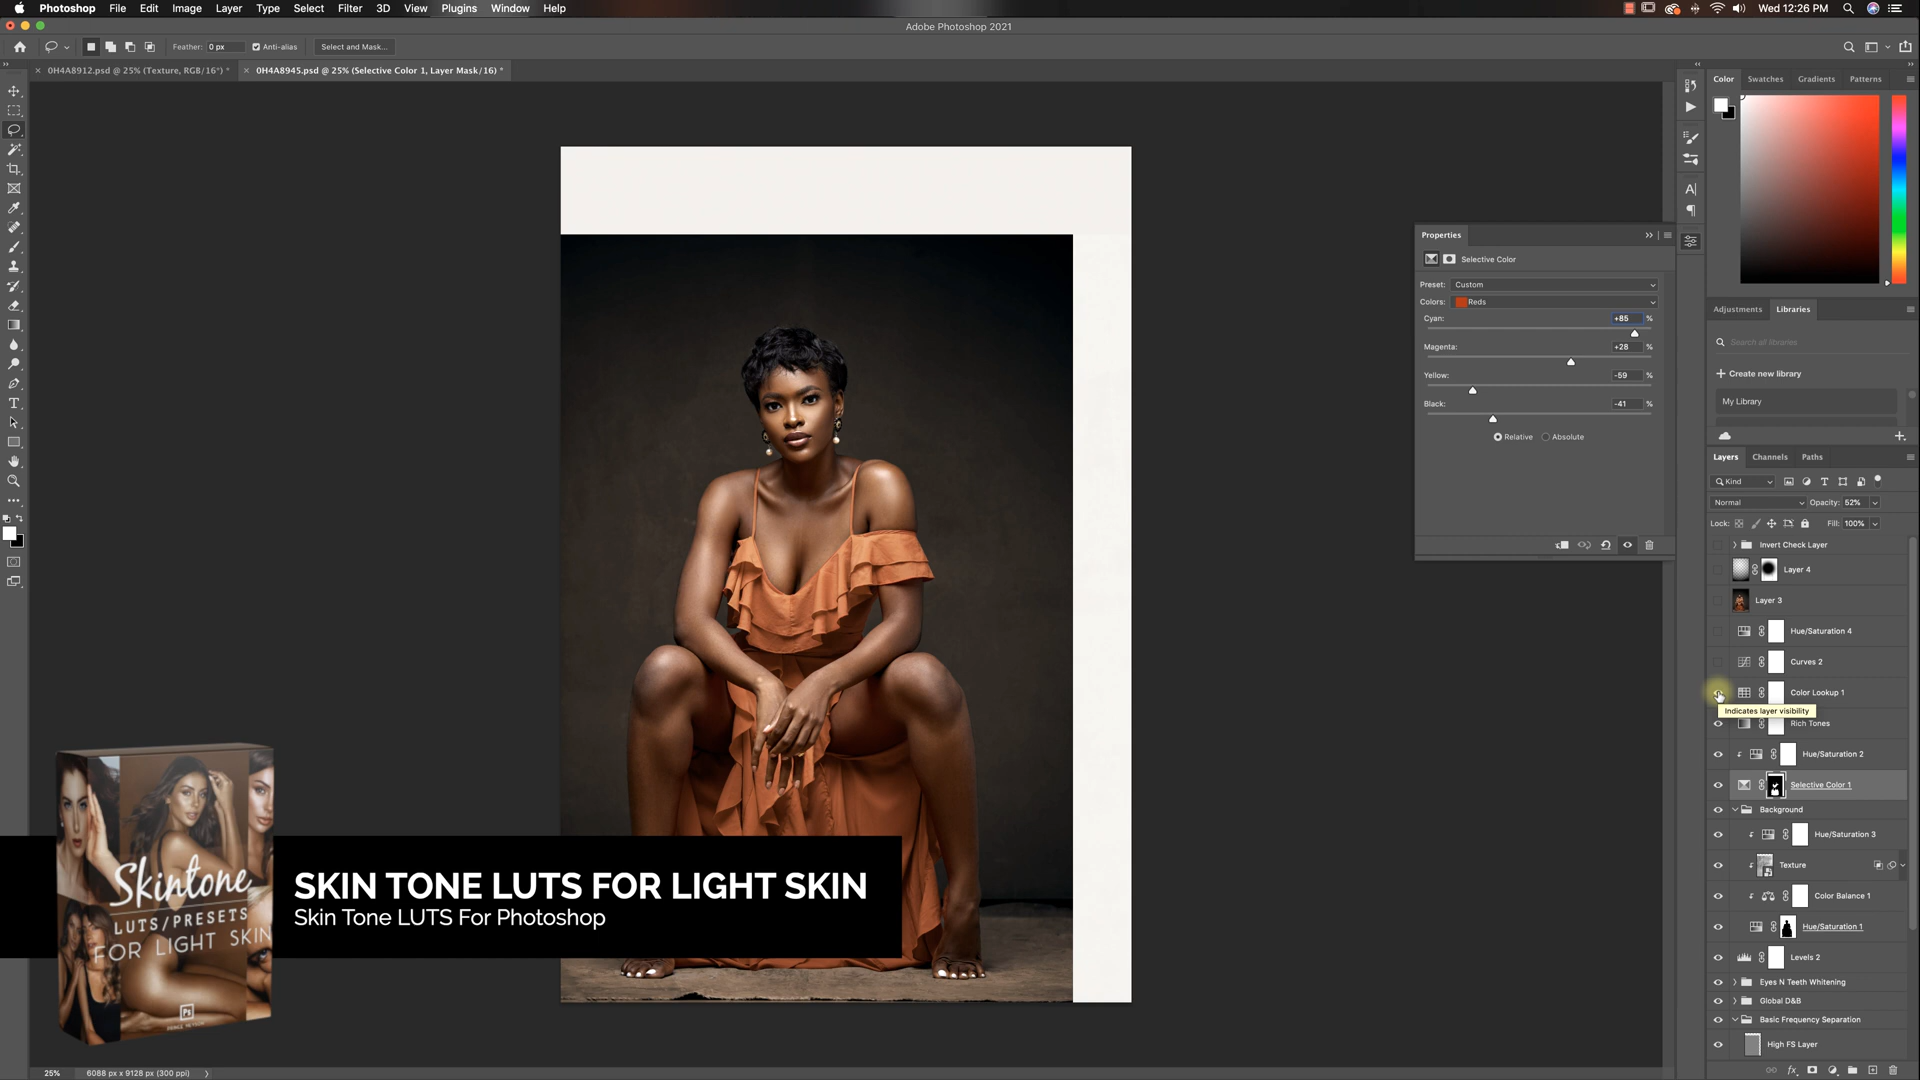 Photoshop File Edit Image Layer Type Select Filter 3D View Plugins Window Help
Wed 12:26 PM
Adobe Photoshop 2021
Feather: 0 px Anti-alias Select and Mask...
0H4A8912.psd @ 25% (Texture, RGB/16*) *
0H4A8945.psd @ 25% (Selective Color 1, Layer Mask/16) *
Color Swatches Gradients Patterns
Properties
Selective Color
Preset: Custom
Colors: Reds
Cyan: +85 %
Magenta: +28 %
Yellow: -59 %
Black: -41 %
Relative Absolute
Adjustments Libraries
Search all libraries
Create new library
My Library
Layers Channels Paths
Kind
Normal Opacity: 52%
Lock: Fill: 100%
Invert Check Layer
Layer 4
Layer 3
Hue/Saturation 4
Curves 2
Color Lookup 1
Indicates layer visibility
Rich Tones
Hue/Saturation 2
Selective Color 1
Background
Hue/Saturation 3
Texture
Color Balance 1
Hue/Saturation 1
Levels 2
Eyes N Teeth Whitening
Global D&B
Basic Frequency Separation
High FS Layer
Skintone
LUTS/PRESETS
FOR LIGHT SKIN
Ps
SKIN TONE LUTS FOR LIGHT SKIN
Skin Tone LUTS For Photoshop
25% 6088 px x 9128 px (300 ppi)